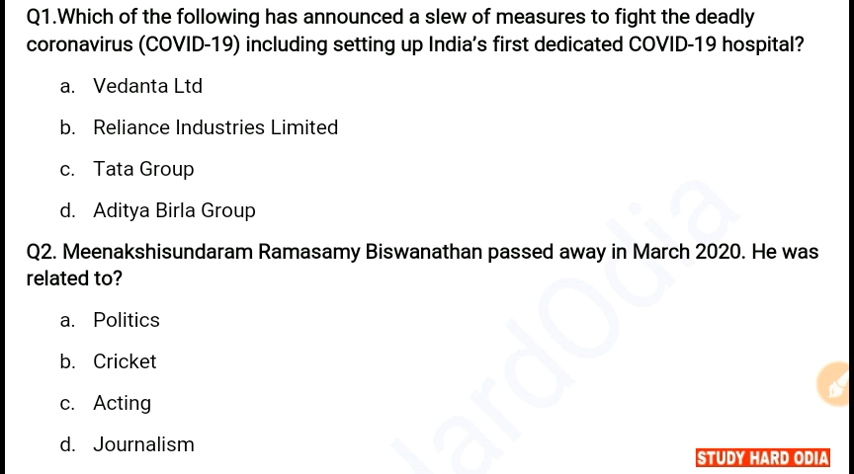 Q1.Which of the following has announced a slew of measures to fight the deadly
coronavirus (COVID-19) including setting up India's first dedicated COVID-19 hospital?
a. Vedanta Ltd
b. Reliance Industries Limited
c. Tata Group
d. Aditya Birla Group
Q2. Meenakshisundaram Ramasamy Biswanathan passed away in March 2020. He was
related to?
a. Politics
b. Cricket
c. Acting
d. Journalism
ardOdia
STUDY HARD ODIA